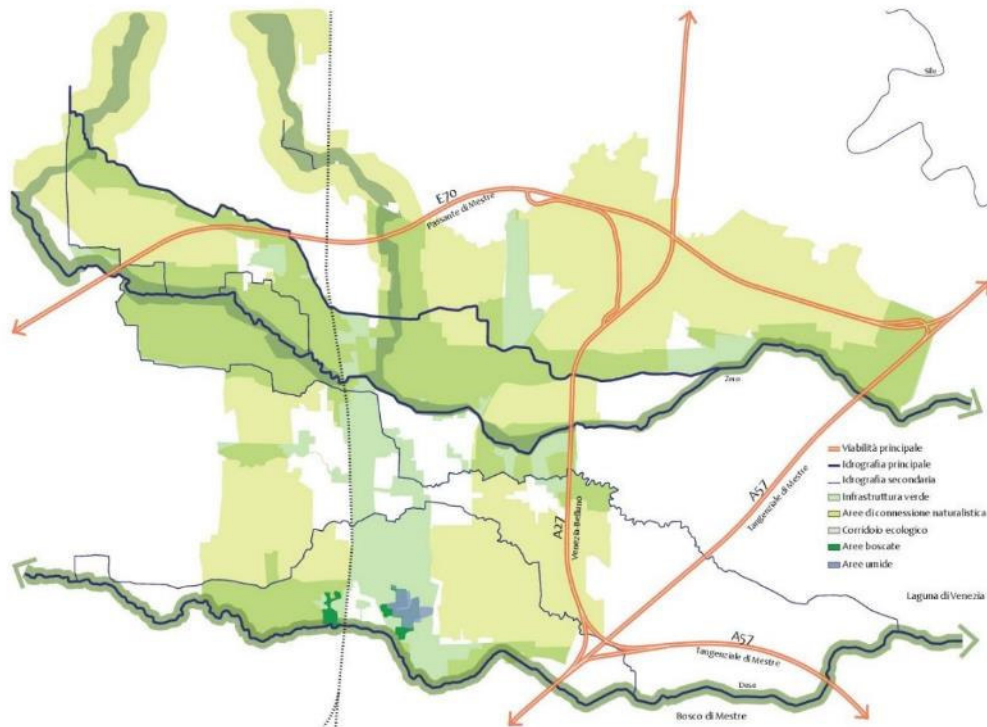 Sile
E70
Passante di Mestre
Zero
Viabilità principale
Idrografia principale
Idrografia secondaria
Infrastruttura verde
Aree di connessione naturalistica
Corridoio ecologico
Aree boscate
Aree umide
A57
Tangenziale di Mestre
A27
Venezia-Belluno
Laguna di Venezia
A57
Tangenziale di Mestre
Dese
Bosco di Mestre